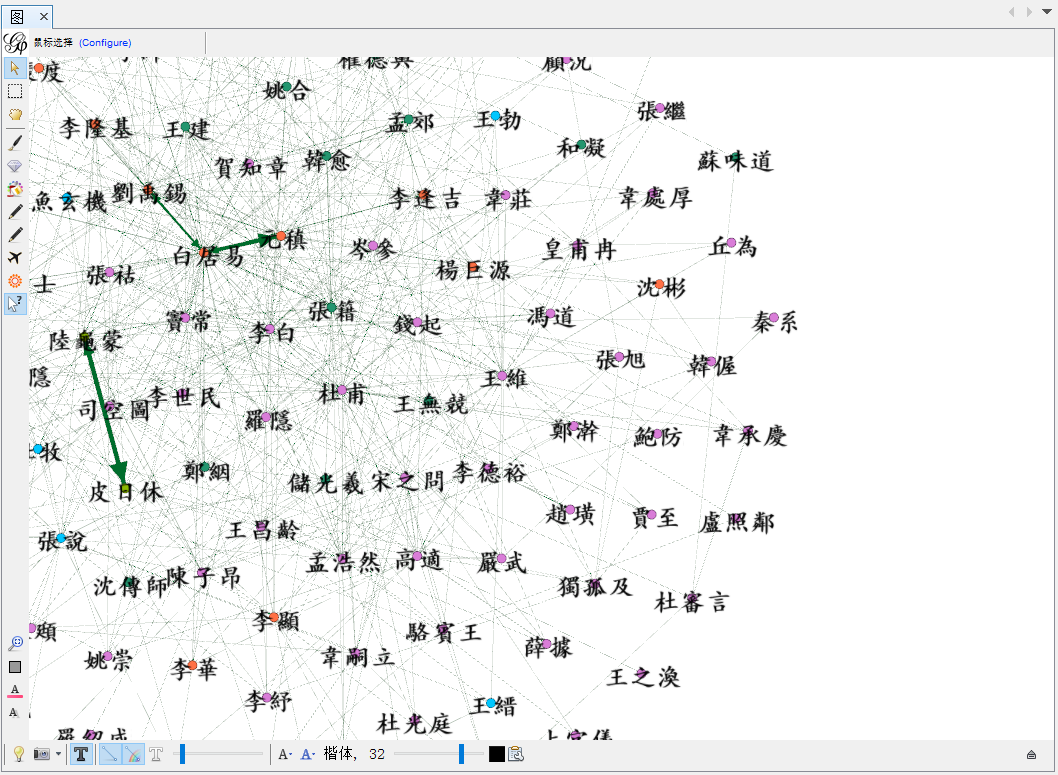 图
鼠标选择 (Configure)
顧況
姚合
張繼
李隆基
王建
孟郊
王勃
和凝
賀知章
韓愈
蘇味道
魚玄機
劉禹錫
李逢吉
韋莊
韋處厚
元稹
白居易
岑參
皇甫冉
丘為
楊巨源
士
張祜
沈彬
竇常
李白
張籍
錢起
馮道
秦系
陸龜蒙
張旭
韓偓
隱
李世民
杜甫
王無競
王維
司空圖
羅隱
鄭澣
鮑防
韋承慶
牧
鄭絪
儲光羲
宋之問
李德裕
皮日休
趙璜
賈至
盧照鄰
張說
王昌齡
孟浩然
高適
嚴武
沈傳師
陳子昂
獨孤及
杜審言
李顯
駱賓王
薛據
姚崇
李華
韋嗣立
王之渙
李紓
王縉
杜光庭
T
A- A- 楷体, 32